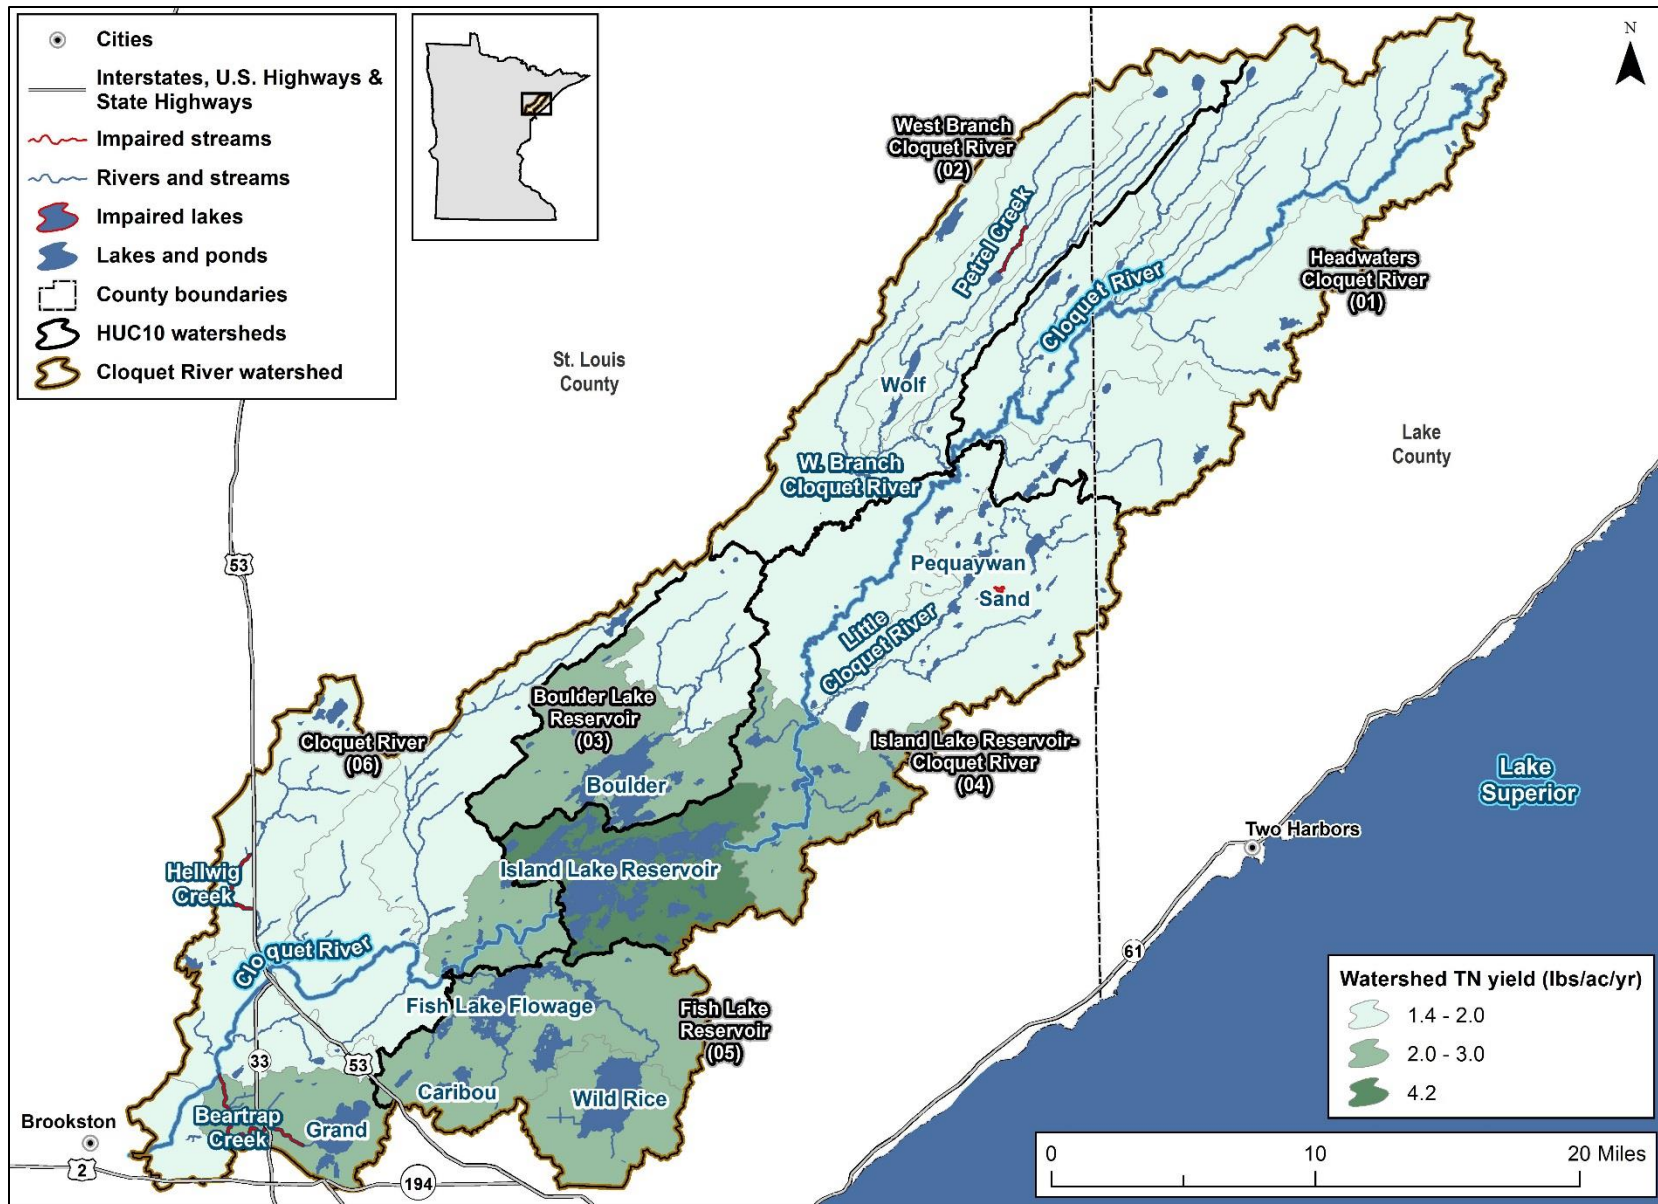 Cities
Interstates, U.S. Highways &
State Highways
Impaired streams
Rivers and streams
Impaired lakes
Lakes and ponds
County boundaries
HUC10 watersheds
Cloquet River watershed
N
West Branch
Cloquet River
(02)
Petrel Creek
Cloquet River
Headwaters
Cloquet River
(01)
St. Louis
County
Wolf
Lake
County
W. Branch
Cloquet River
53
Pequaywan
Sand
Little
Cloquet River
Boulder Lake
Reservoir
(03)
Cloquet River
(06)
Island Lake Reservoir-
Cloquet River
(04)
Boulder
Lake
Superior
Two Harbors
Island Lake Reservoir
Hellwig
Creek
Cloquet River
61
Fish Lake Flowage
Fish Lake
Reservoir
(05)
33
53
Caribou
Wild Rice
Beartrap
Creek
Grand
Brookston
2
194
Watershed TN yield (lbs/ac/yr)
1.4 - 2.0
2.0 - 3.0
4.2
0
10
20 Miles